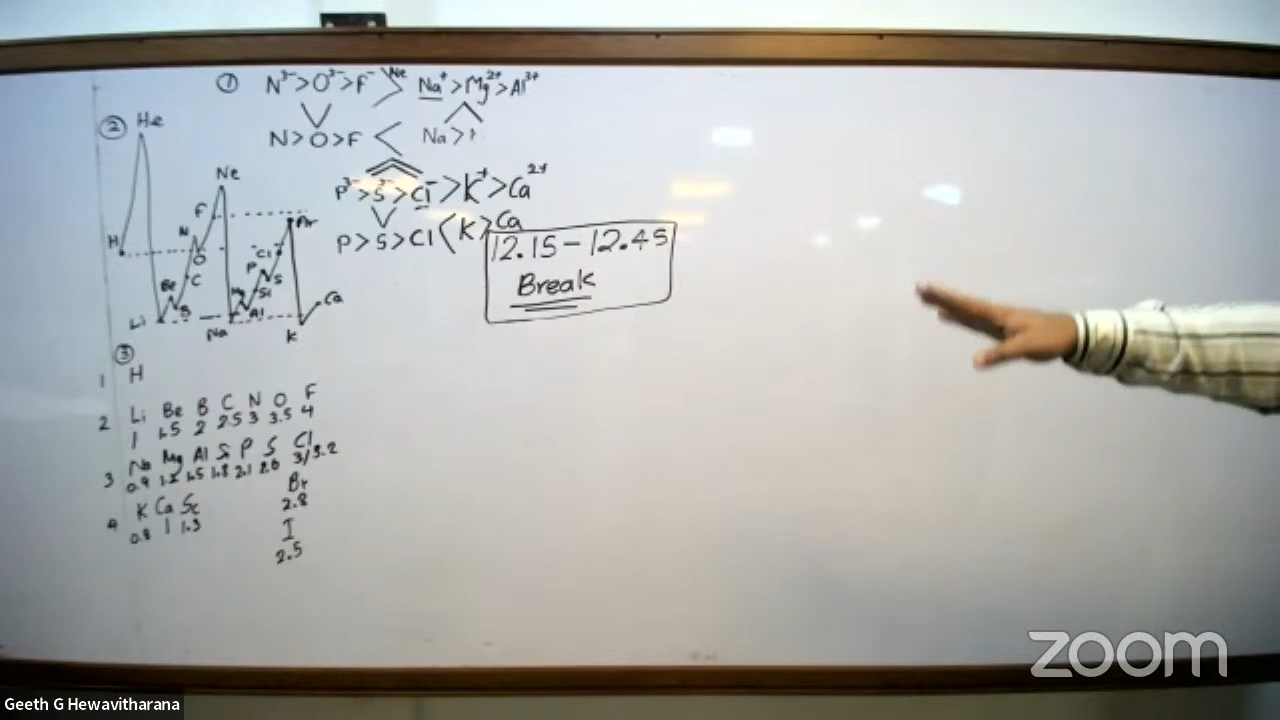 ① N³⁻>O²⁻>F⁻ > Ne Na⁺>Mg²⁺>Al³⁺
N>O>F < Na>
P³⁻>S²⁻>Cl⁻>K⁺>Ca²⁺
P>S>Cl<K>Ca
12.15-12.45
Break
② He
Ne
F
Ar
N
H
O
Cl
P
S
Be
C
Mg
Si
Ca
B
Al
Li
Na
K
③
1 H
2 Li Be B C N O F
1 1.5 2 2.5 3 3.5 4
3 Na Mg Al Si P S Cl
0.9 1.2 1.5 1.8 2.1 2.6 3/3.2
Br
2.8
4 K Ca Sc
0.8 1 1.3
I
2.5
zoom
Geeth G Hewavitharana